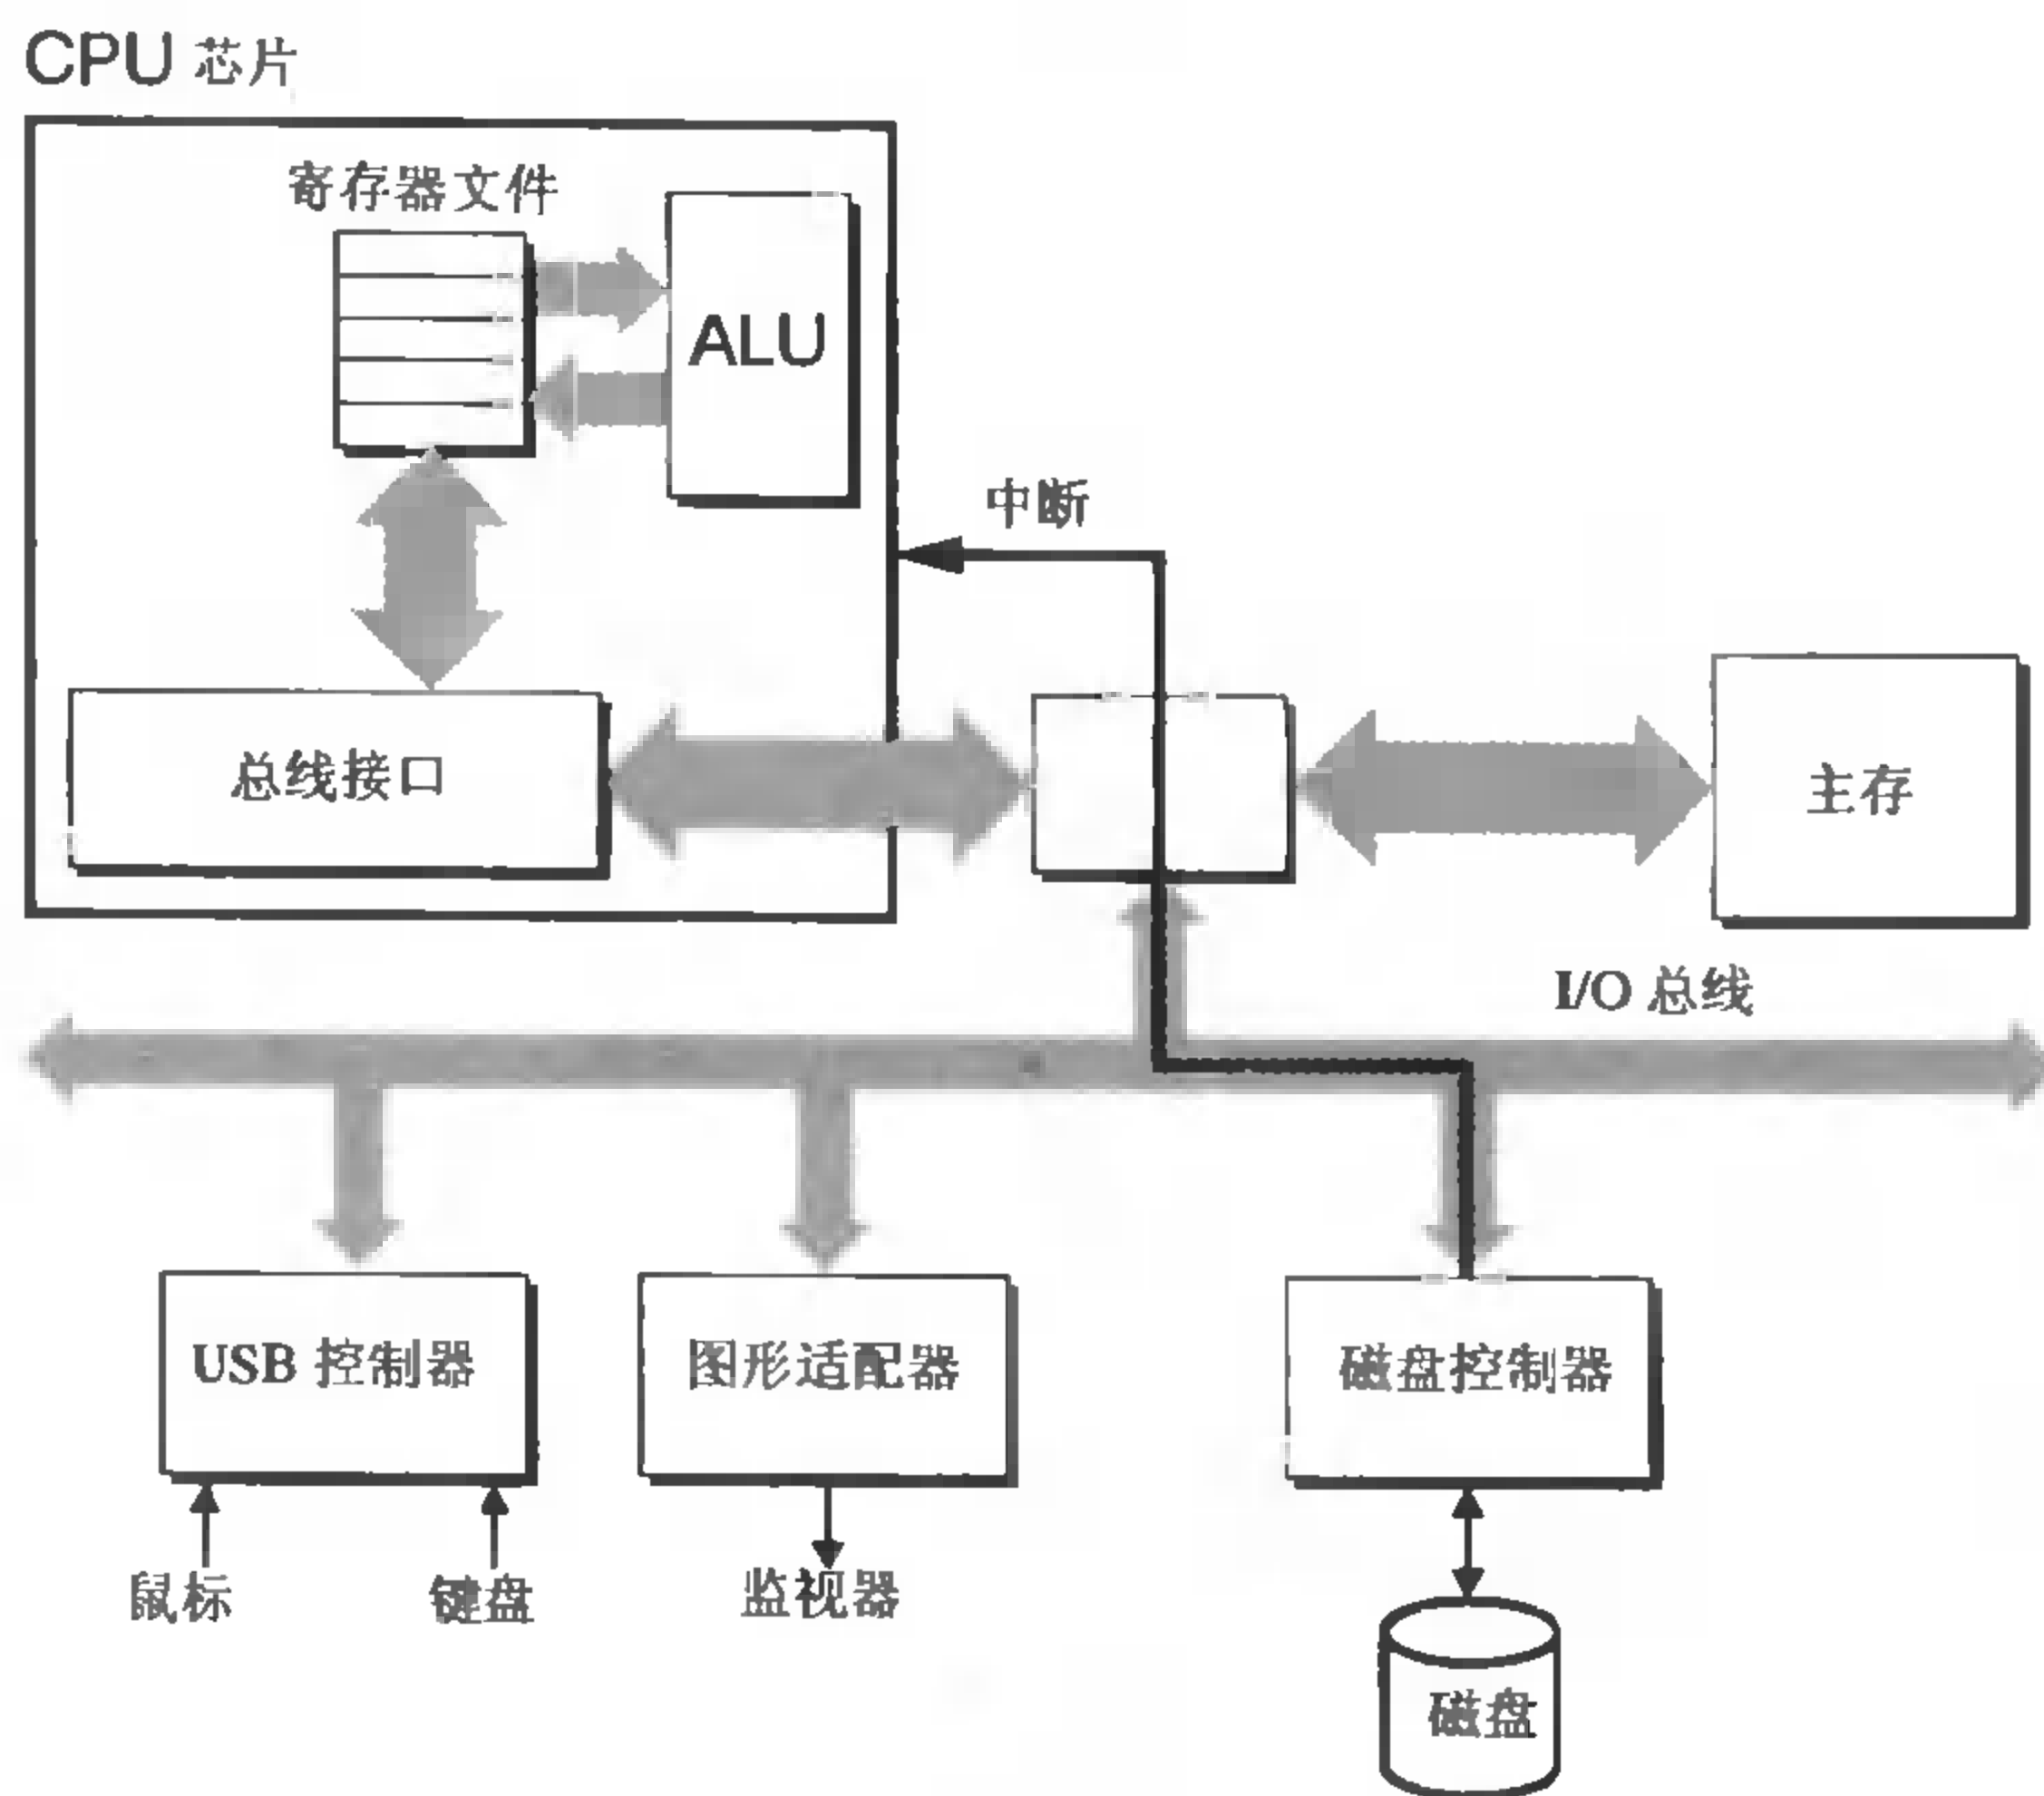 CPU 芯片
寄存器文件
ALU
中断
总线接口
主存
I/O 总线
USB 控制器
图形适配器
磁盘控制器
鼠标
键盘
监视器
磁盘